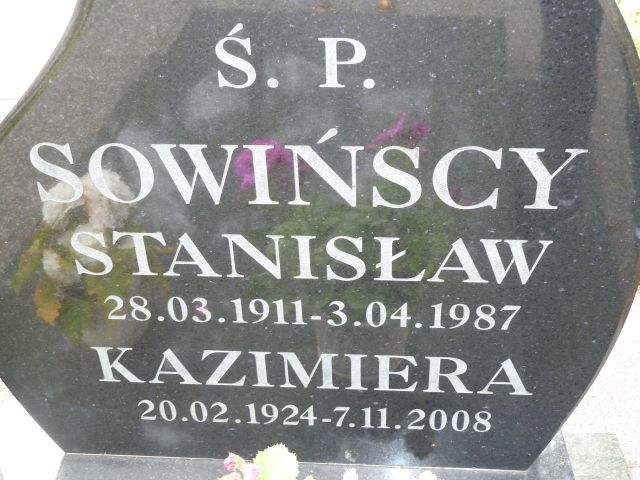 Ś. P.
SOWIŃSCY
STANISŁAW
28.03.1911-3.04.1987
KAZIMIERA
20.02.1924-7.11.2008